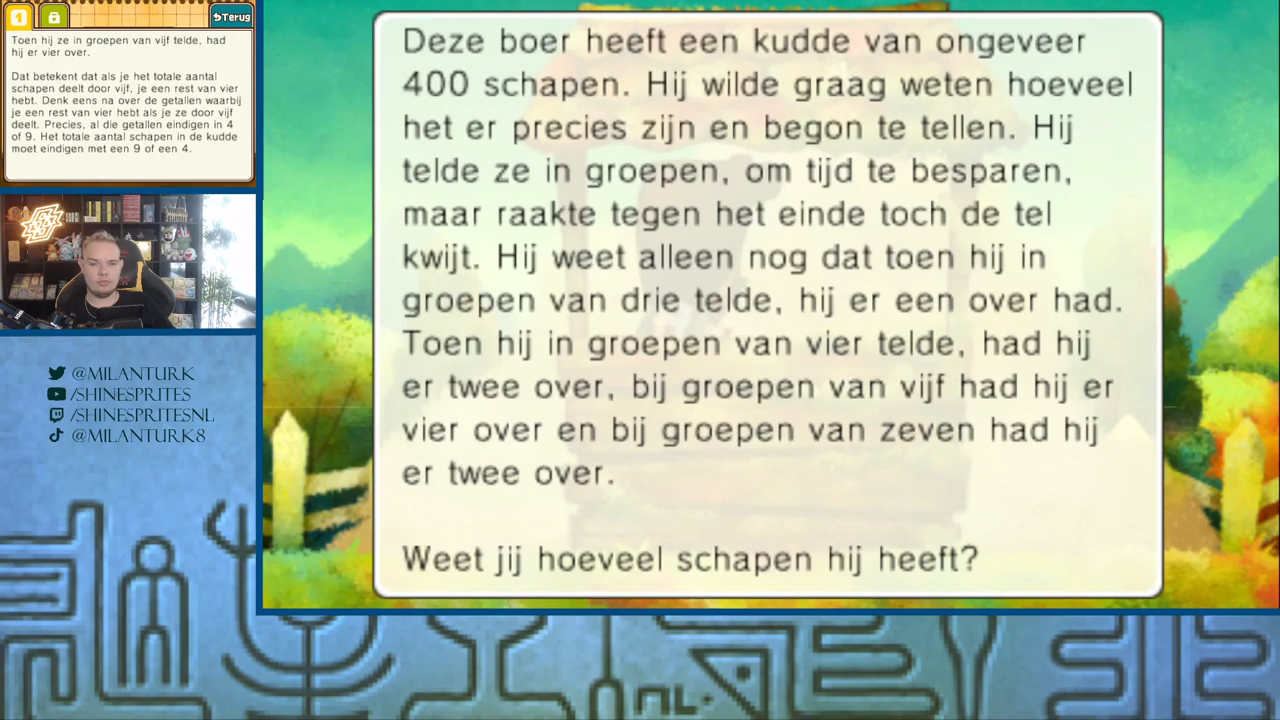 1
Terug
Toen hij ze in groepen van vijf telde, had
hij er vier over.
Dat betekent dat als je het totale aantal
schapen deelt door vijf, je een rest van vier
hebt. Denk eens na over de getallen waarbij
je een rest van vier hebt als je ze door vijf
deelt. Precies, al die getallen eindigen in 4
of 9. Het totale aantal schapen in de kudde
moet eindigen met een 9 of een 4.
@MILANTURK
/SHINESPRITES
/SHINESPRITESNL
@MILANTURK8
Deze boer heeft een kudde van ongeveer
400 schapen. Hij wilde graag weten hoeveel
het er precies zijn en begon te tellen. Hij
telde ze in groepen, om tijd te besparen,
maar raakte tegen het einde toch de tel
kwijt. Hij weet alleen nog dat toen hij in
groepen van drie telde, hij er een over had.
Toen hij in groepen van vier telde, had hij
er twee over, bij groepen van vijf had hij er
vier over en bij groepen van zeven had hij
er twee over.
Weet jij hoeveel schapen hij heeft?